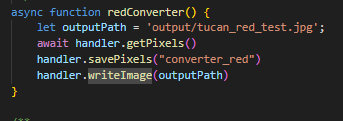 async function redConverter() {
let outputPath = 'output/tucan_red_test.jpg';
await handler.getPixels()
handler.savePixels("converter_red")
handler.writeImage(outputPath)
}
/**